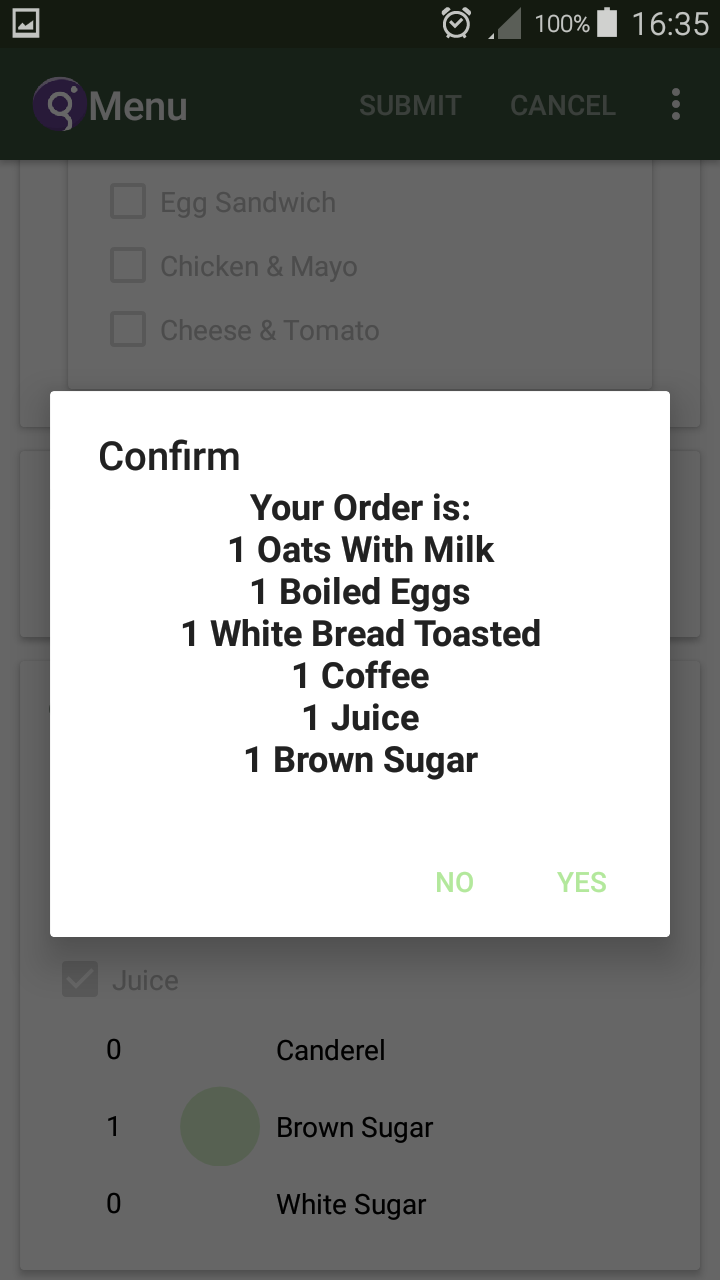 100% 16:35
Menu SUBMIT CANCEL
Egg Sandwich
Chicken & Mayo
Cheese & Tomato
Confirm
Your Order is:
1 Oats With Milk
1 Boiled Eggs
1 White Bread Toasted
1 Coffee
1 Juice
1 Brown Sugar
NO YES
Juice
0 Canderel
1 Brown Sugar
0 White Sugar